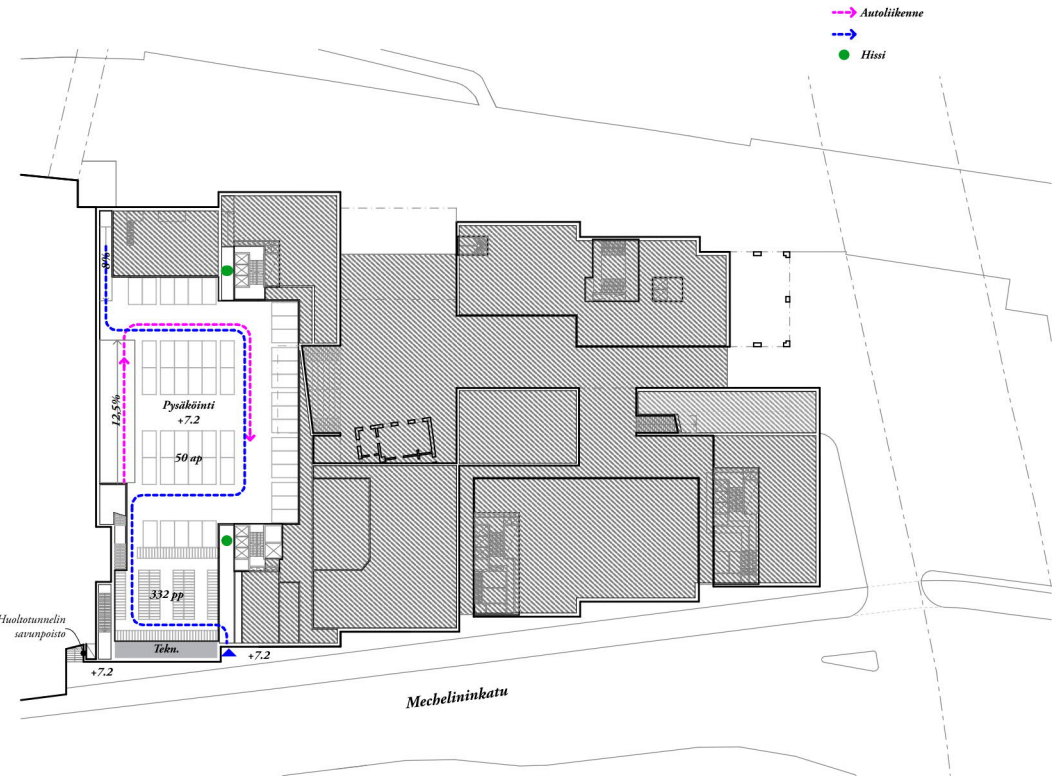 Autoliikenne
Hissi
8%
12,5%
Pysäköinti
+7.2
50 ap
332 pp
Huoltotunnelin
savunpoisto
Tekn.
+7.2
+7.2
Mechelininkatu